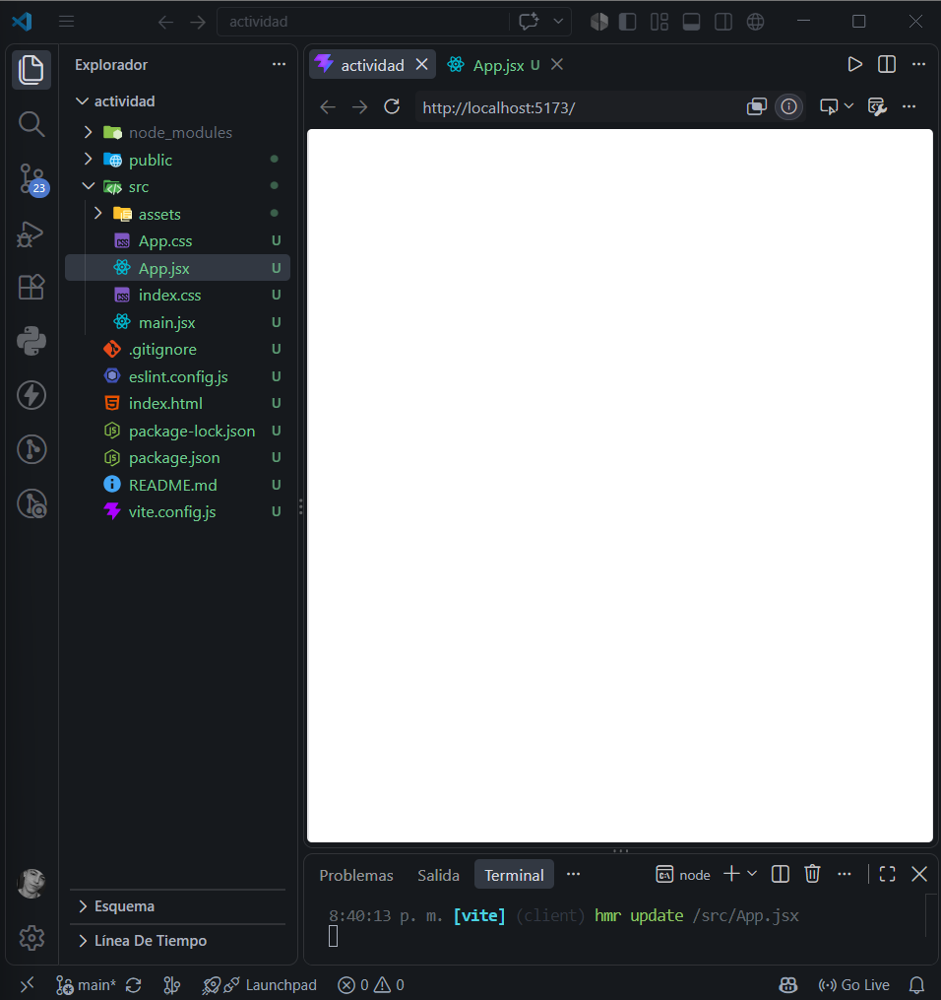 actividad
Explorador
actividad
node_modules
public
src
assets
App.css U
App.jsx U
index.css U
main.jsx U
.gitignore U
eslint.config.js U
index.html U
package-lock.json U
package.json U
README.md U
vite.config.js U
23
Esquema
Línea De Tiempo
actividad
App.jsx U
http://localhost:5173/
Problemas Salida Terminal
node
8:40:13 p. m. [vite] (client) hmr update /src/App.jsx
main* Launchpad 0 0 Go Live